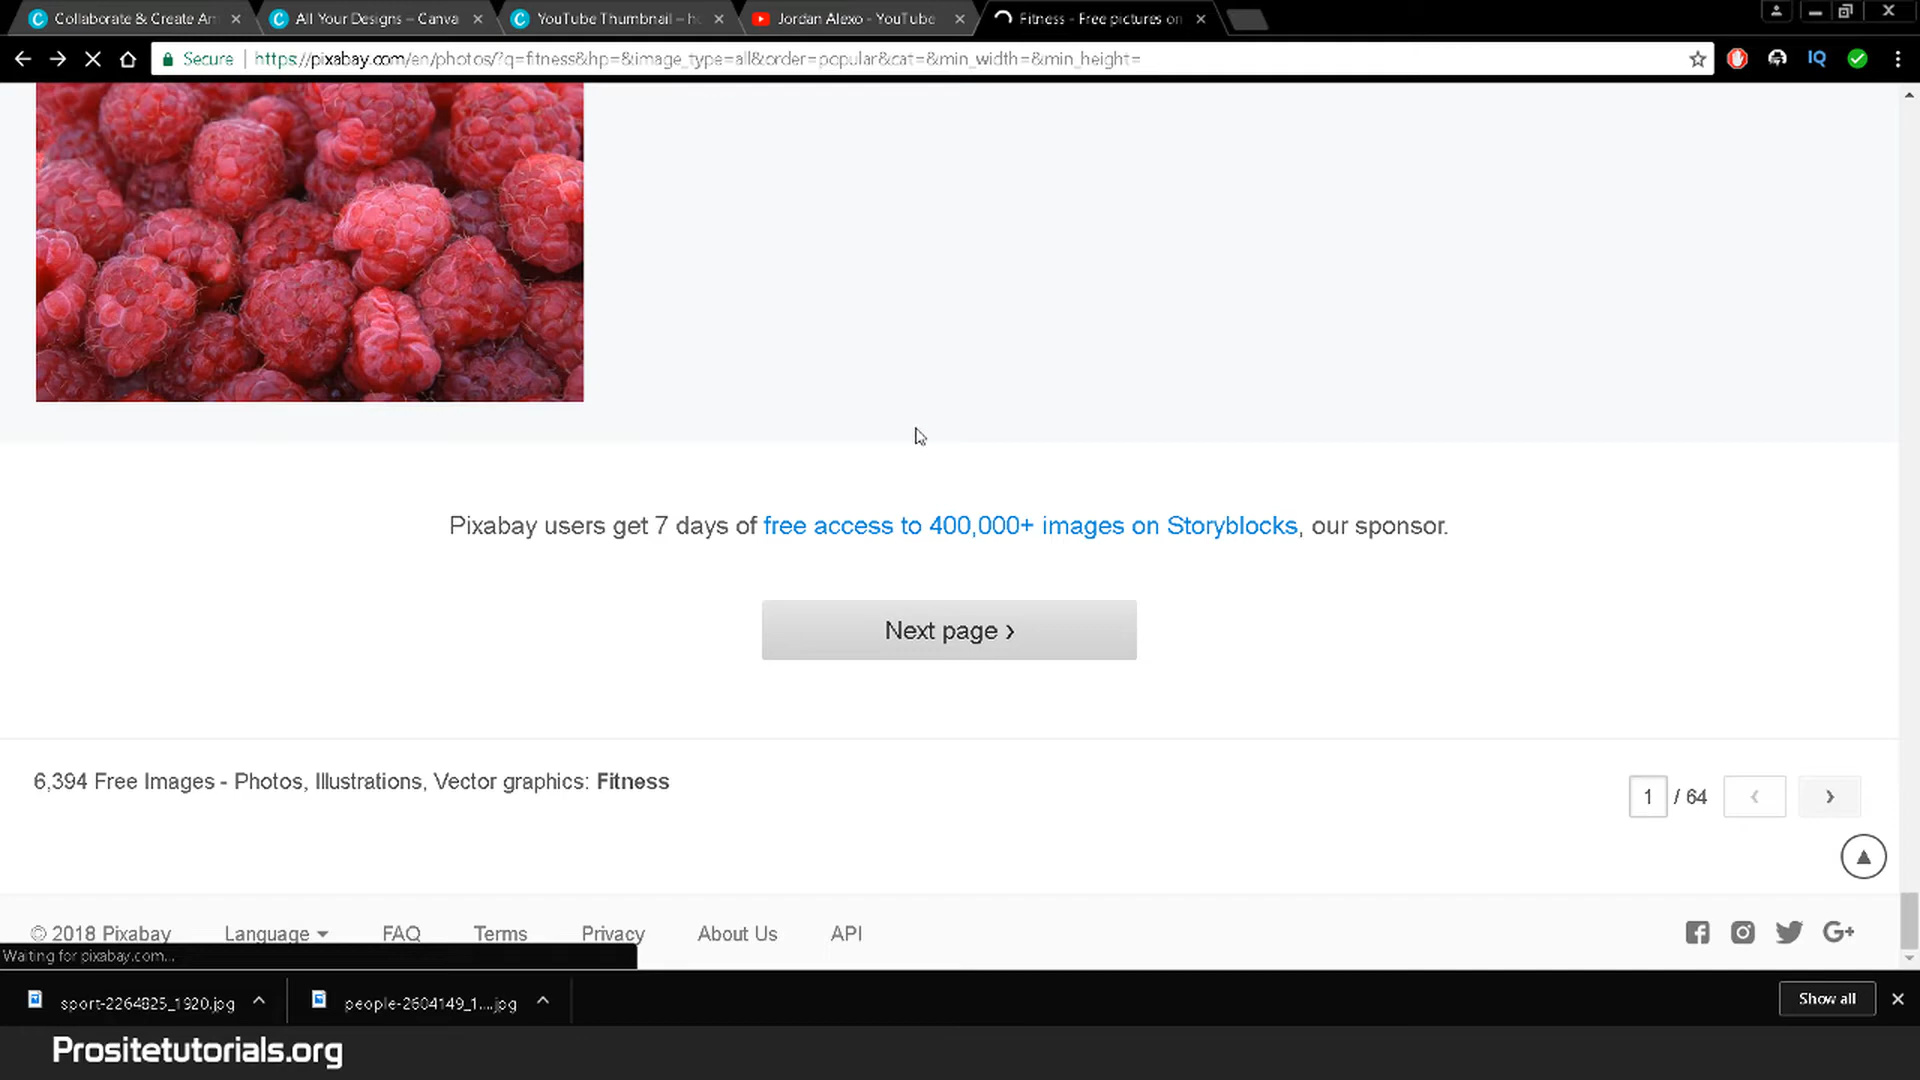 Collaborate & Create Am
All Your Designs – Canva
YouTube Thumbnail – h
Jordan Alexo - YouTube
Fitness - Free pictures on
Secure
https://pixabay.com/en/photos/?q=fitness&hp=&image_type=all&order=popular&cat=&min_width=&min_height=
IQ
Pixabay users get 7 days of free access to 400,000+ images on Storyblocks, our sponsor.
Next page ›
6,394 Free Images - Photos, Illustrations, Vector graphics: Fitness
1 / 64 ‹ ›
© 2018 Pixabay Language FAQ Terms Privacy About Us API
G+
Waiting for pixabay.com...
sport-2264825_1920.jpg
people-2604149_1....jpg
Show all
Prositetutorials.org